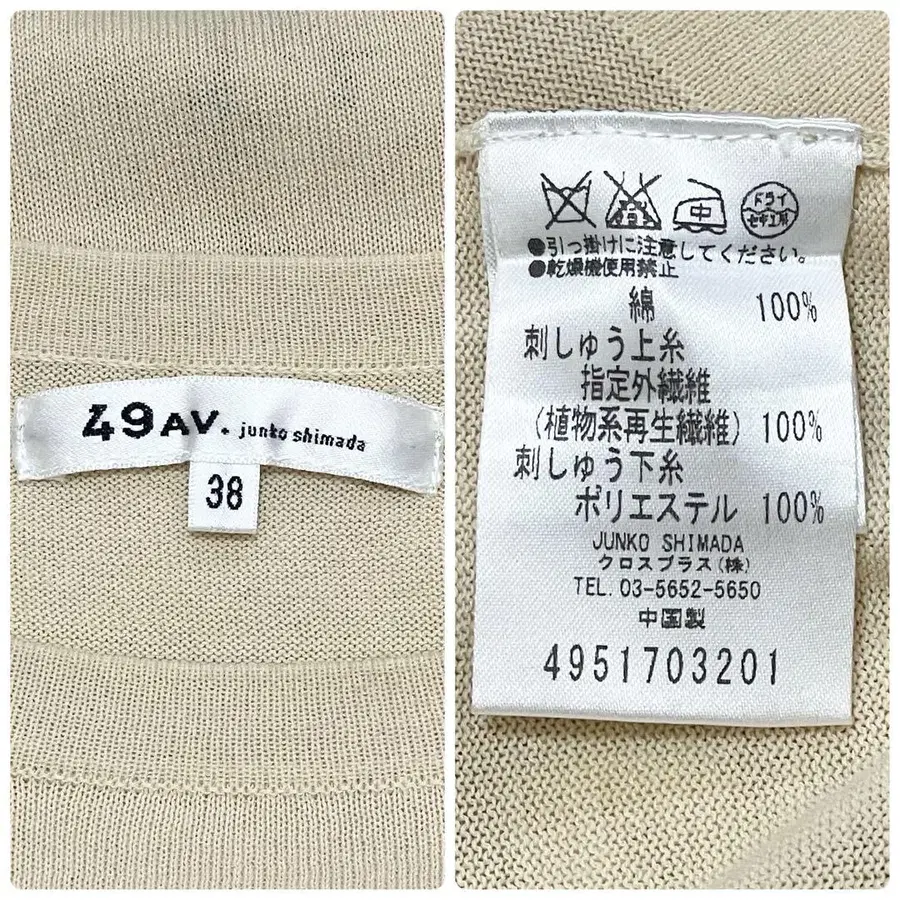 49AV. junko shimada
38
中
ドライ
セキユ系
●引っ掛けに注意してください。
●乾燥機使用禁止
綿 100%
刺しゅう上糸
指定外繊維
(植物系再生繊維) 100%
刺しゅう下糸
ポリエステル 100%
JUNKO SHIMADA
クロスプラス(株)
TEL. 03-5652-5650
中国製
4951703201